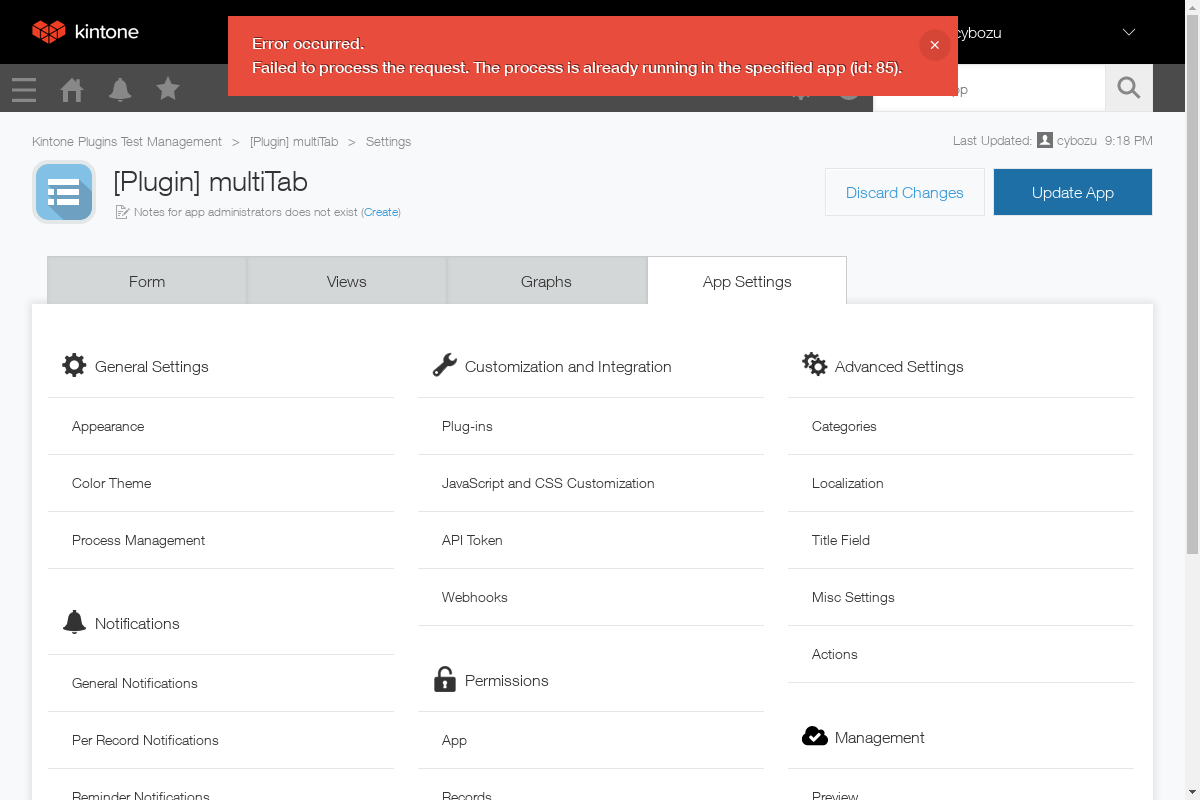 kintone
Error occurred.
Failed to process the request. The process is already running in the specified app (id: 85).
cybozu
Kintone Plugins Test Management > [Plugin] multiTab > Settings
Last Updated: cybozu 9:18 PM
[Plugin] multiTab
Notes for app administrators does not exist (Create)
Discard Changes
Update App
Form
Views
Graphs
App Settings
General Settings
Appearance
Color Theme
Process Management
Notifications
General Notifications
Per Record Notifications
Reminder Notifications
Customization and Integration
Plug-ins
JavaScript and CSS Customization
API Token
Webhooks
Permissions
App
Records
Advanced Settings
Categories
Localization
Title Field
Misc Settings
Actions
Management
Preview